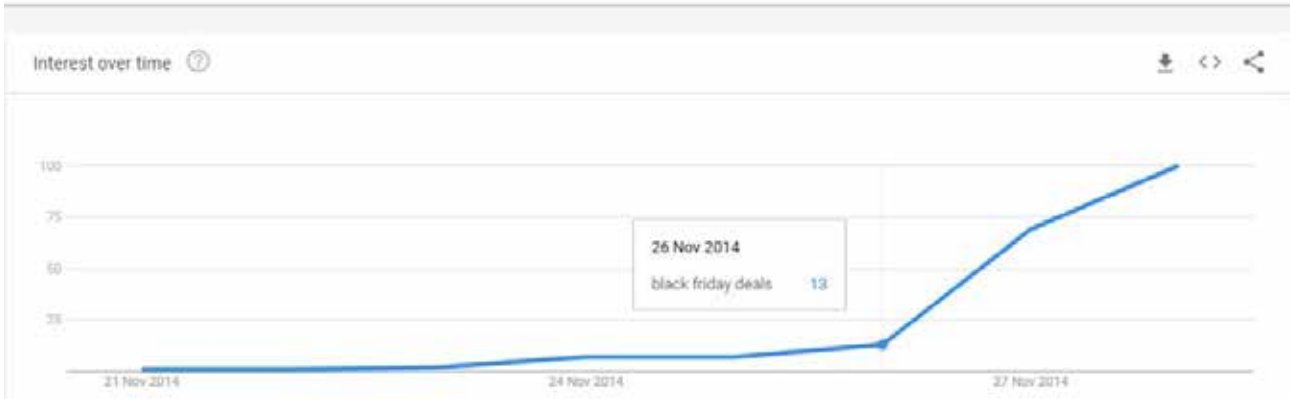 Interest over time ?
100
75
50
25
26 Nov 2014
black friday deals 13
21 Nov 2014 24 Nov 2014 27 Nov 2014